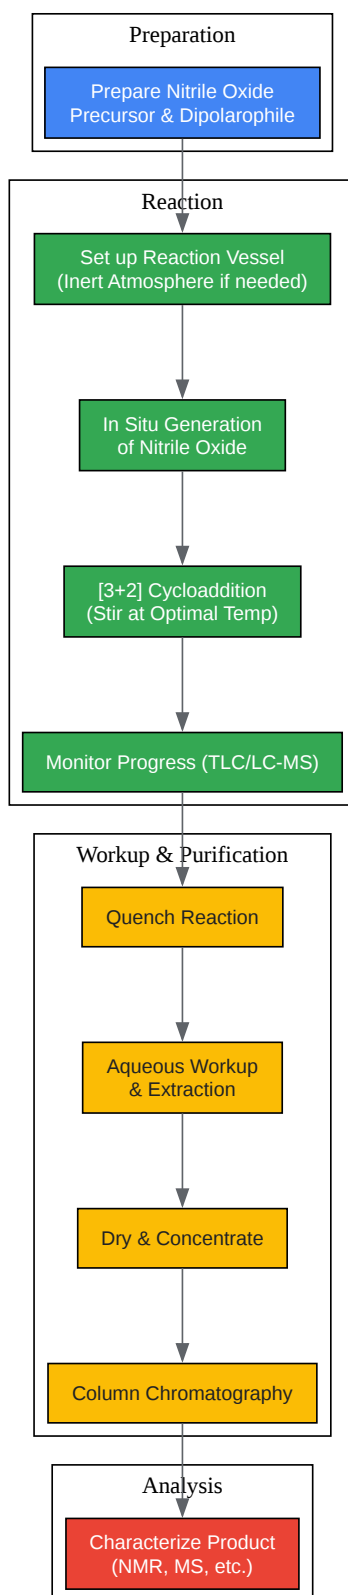 Preparation
Prepare Nitrile Oxide
Precursor & Dipolarophile
Reaction
Set up Reaction Vessel
(Inert Atmosphere if needed)
In Situ Generation
of Nitrile Oxide
[3+2] Cycloaddition
(Stir at Optimal Temp)
Monitor Progress (TLC/LC-MS)
Workup & Purification
Quench Reaction
Aqueous Workup
& Extraction
Dry & Concentrate
Column Chromatography
Analysis
Characterize Product
(NMR, MS, etc.)